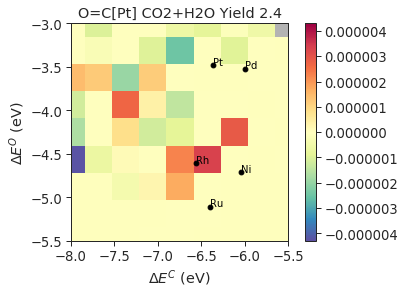 O=C[Pt] CO2+H2O Yield 2.4
−3.0
−3.5
−4.0
−4.5
−5.0
−5.5
ΔE^O (eV)
Pt
Pd
Rh
Ni
Ru
−8.0 −7.5 −7.0 −6.5 −6.0 −5.5
ΔE^C (eV)
0.000004
0.000003
0.000002
0.000001
0.000000
−0.000001
−0.000002
−0.000003
−0.000004